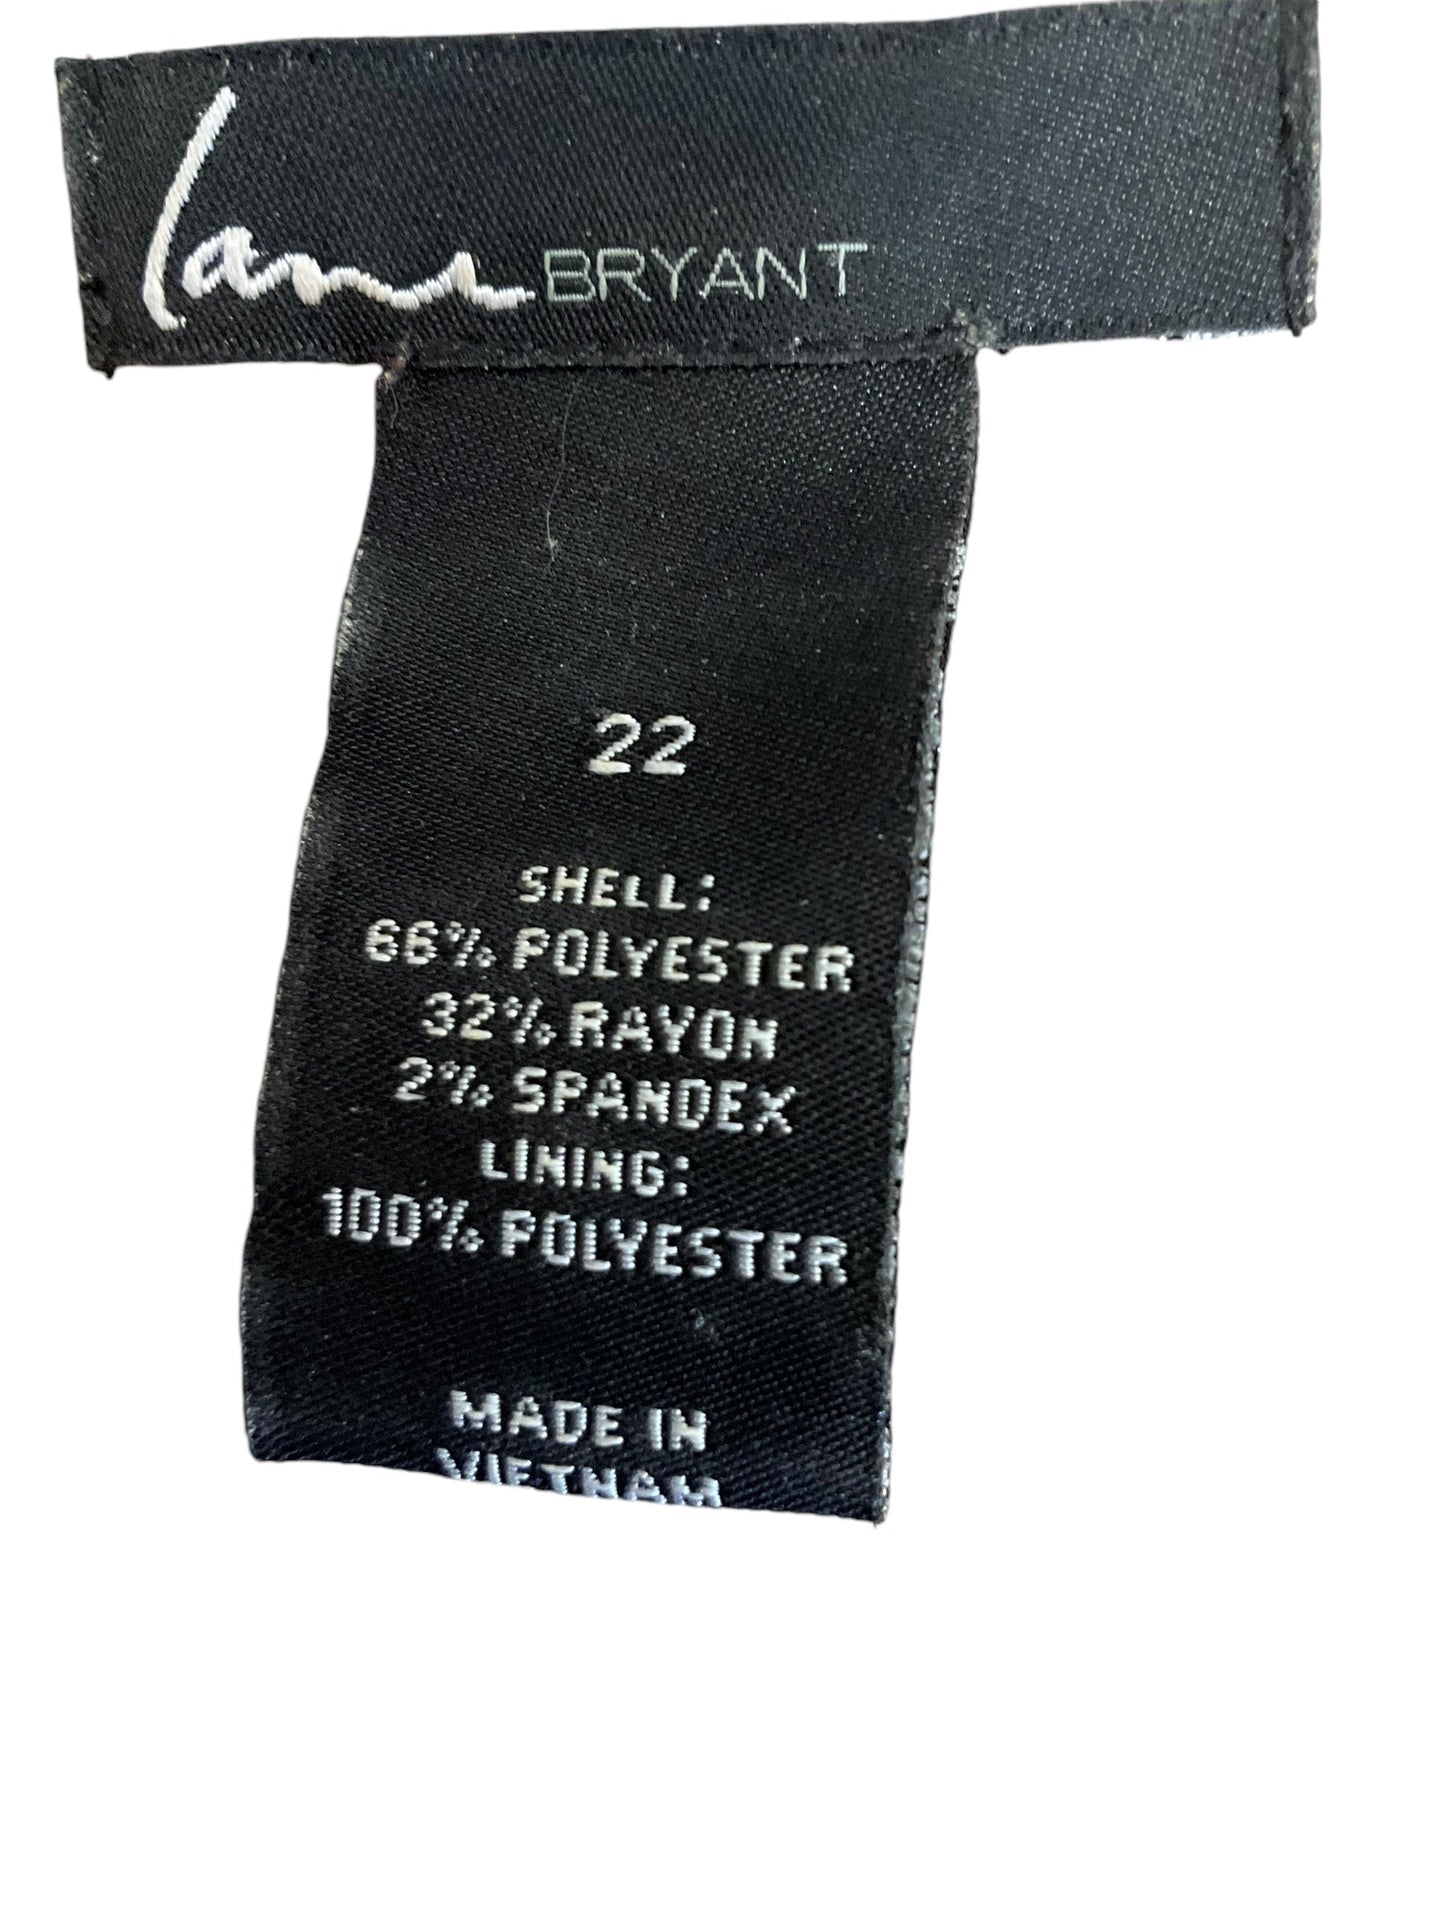 lane BRYANT
22
SHELL:
66% POLYESTER
32% RAYON
2% SPANDEX
LINING:
100% POLYESTER
MADE IN
VIETNAM